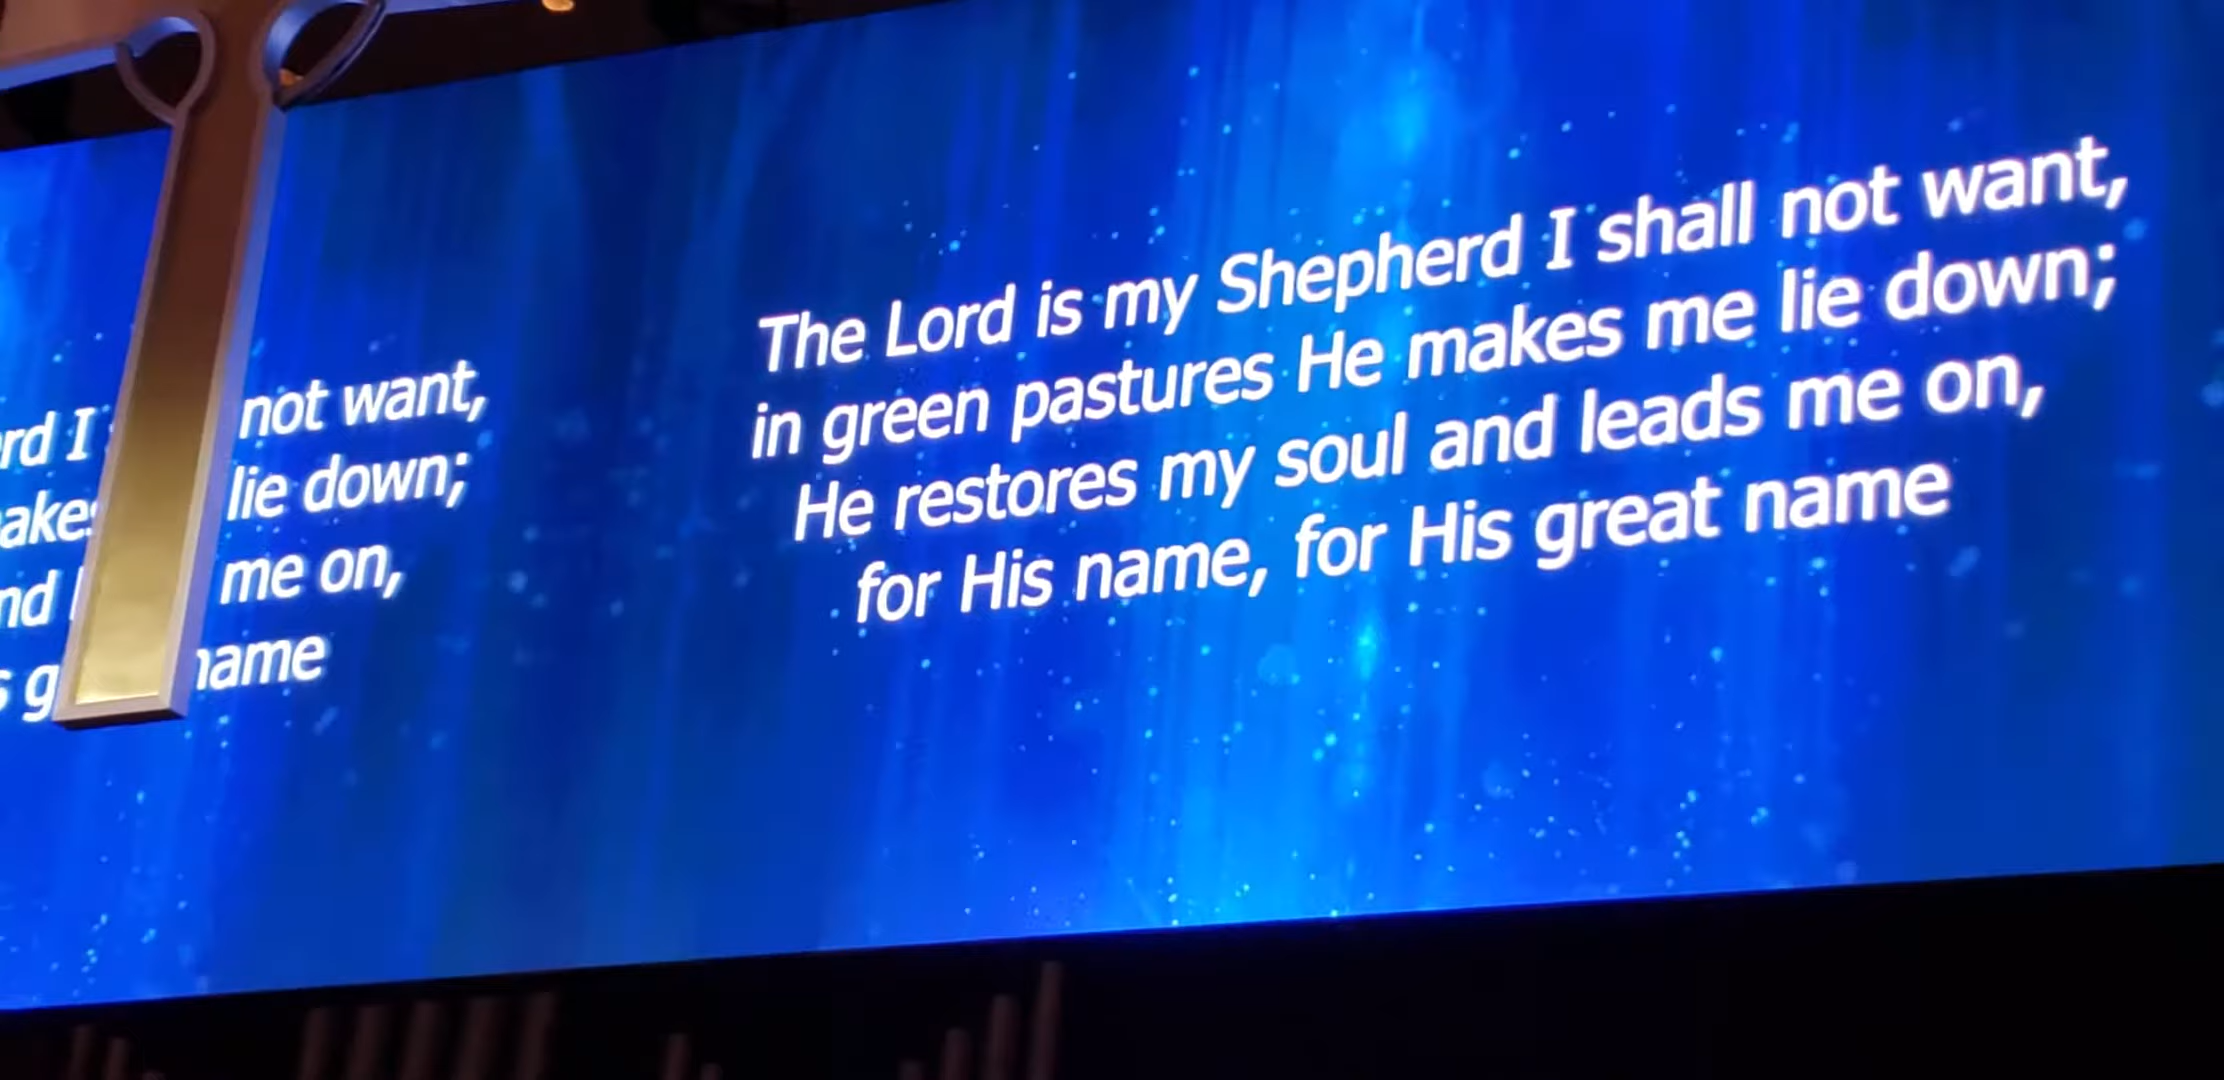 rd I not want,
lie down;
nd me on,
s g name
The Lord is my Shepherd I shall not want,
in green pastures He makes me lie down;
He restores my soul and leads me on,
for His name, for His great name